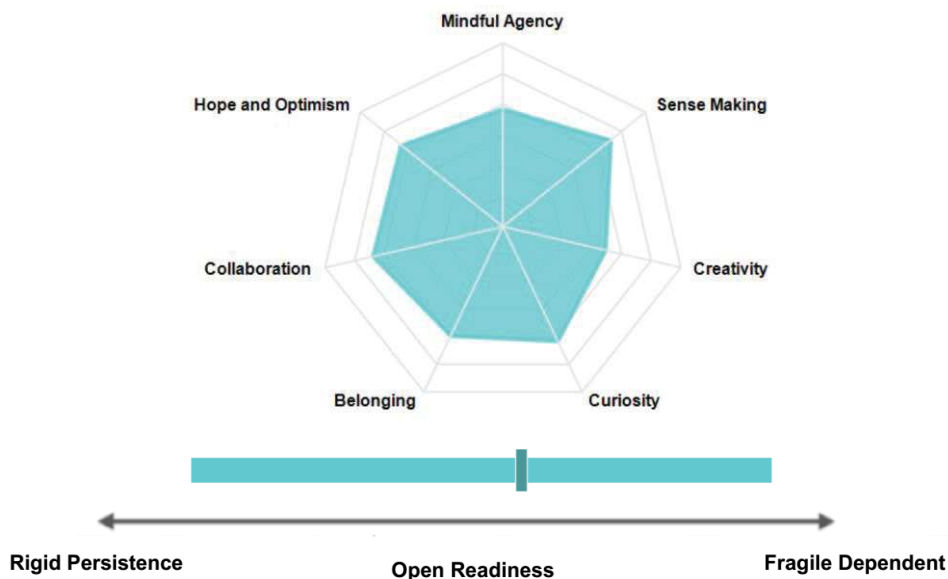 Mindful Agency
Hope and Optimism
Sense Making
Collaboration
Creativity
Belonging
Curiosity
Rigid Persistence
Open Readiness
Fragile Dependent